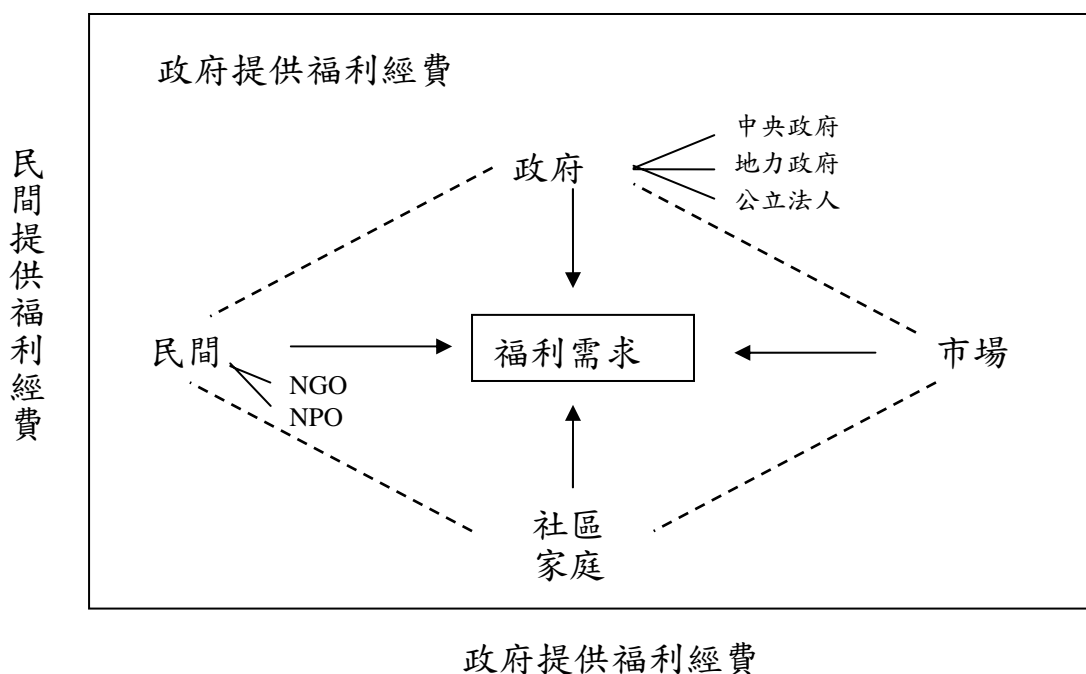 政府提供福利經費
中央政府
政府
地力政府
公立法人
民間提供福利經費
民間
福利需求
市場
NGO
NPO
社區
家庭
政府提供福利經費